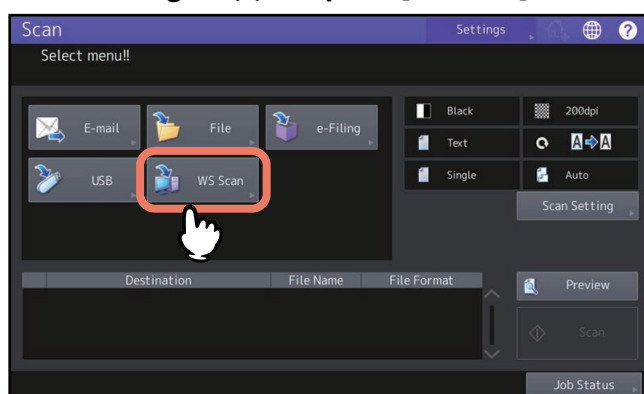 Scan
Settings
?
Select menu!!
E-mail
File
e-Filing
USB
WS Scan
Black
200dpi
Text
A A
Single
Auto
Scan Setting
Destination
File Name
File Format
Preview
Scan
Job Status